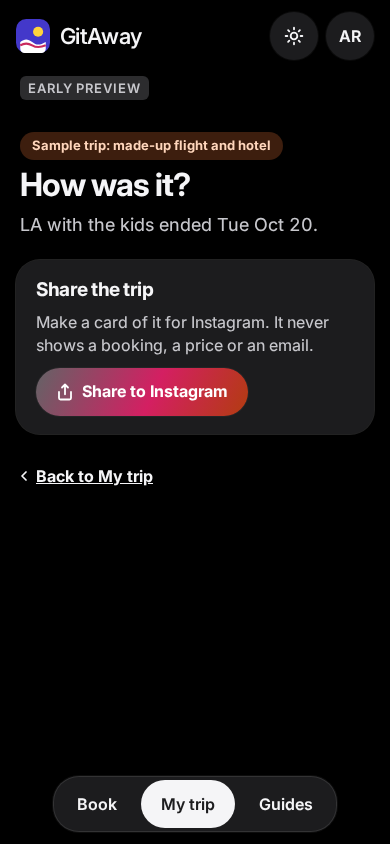 GitAway
AR
EARLY PREVIEW
Sample trip: made-up flight and hotel
How was it?
LA with the kids ended Tue Oct 20.
Share the trip
Make a card of it for Instagram. It never
shows a booking, a price or an email.
Share to Instagram
Back to My trip
Book
My trip
Guides